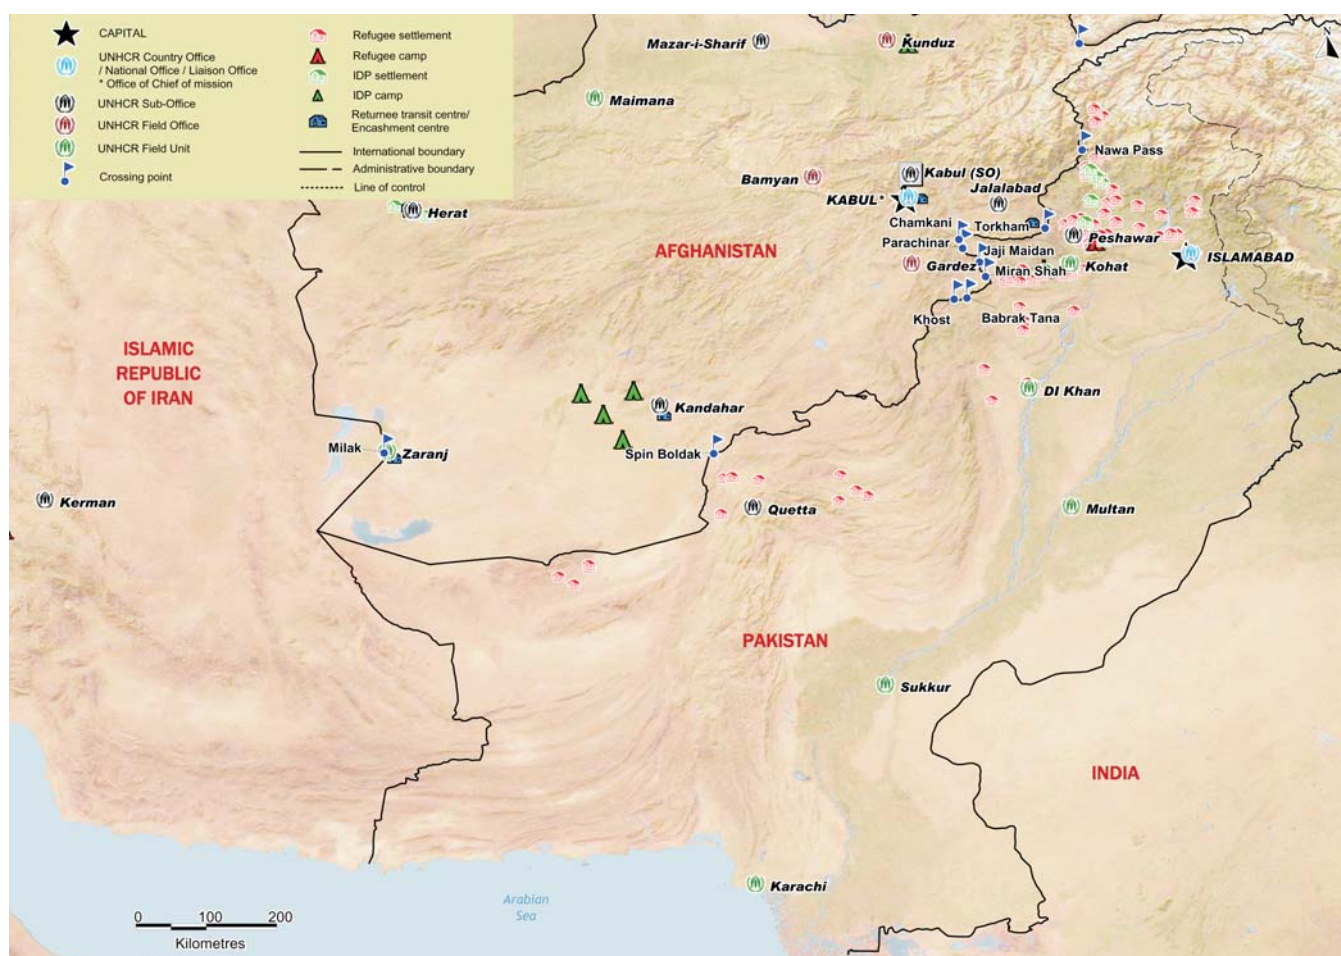 CAPITAL
UNHCR Country Office
/ National Office / Liaison Office
* Office of Chief of mission
UNHCR Sub-Office
UNHCR Field Office
UNHCR Field Unit
Crossing point
Refugee settlement
Refugee camp
IDP settlement
IDP camp
Returnee transit centre/
Encashment centre
International boundary
Administrative boundary
Line of control
N
Mazar-i-Sharif
Kunduz
Maimana
Nawa Pass
Bamyan
Kabul (SO)
KABUL*
Jalalabad
Herat
Chamkani
Torkham
Parachinar
Peshawar
AFGHANISTAN
Jaji Maidan
ISLAMABAD
Gardez
Miran Shah
Kohat
Khost
Babrak Tana
ISLAMIC
REPUBLIC
OF IRAN
DI Khan
Kandahar
Milak
Zaranj
Spin Boldak
Kerman
Quetta
Multan
PAKISTAN
Sukkur
INDIA
Karachi
Arabian
Sea
0 100 200
Kilometres